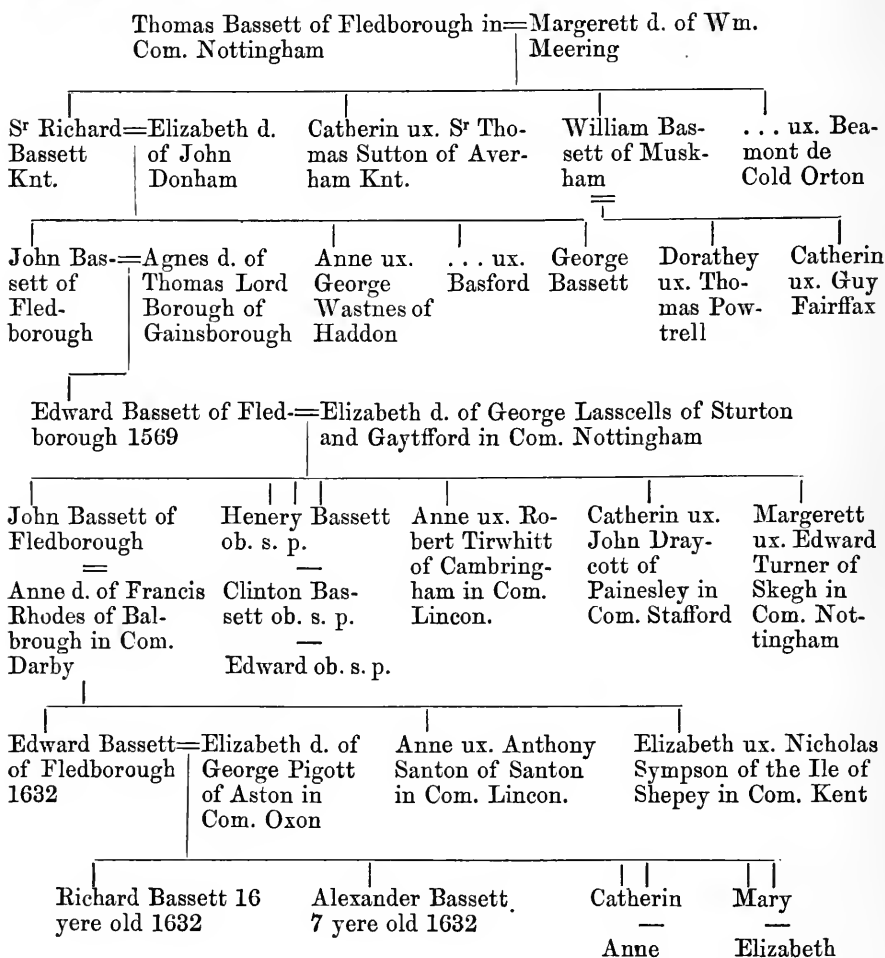 Thomas Bassett of Fledborough in=Margerett d. of Wm.
Com. Nottingham Meering
Sr Richard=Elizabeth d. Catherin ux. Sr Tho- William Bas- ... ux. Bea-
Bassett of John mas Sutton of Aver- sett of Musk- mont de
Knt. Donham ham Knt. ham Cold Orton
=
John Bas-=Agnes d. of Anne ux. ... ux. George Dorathey Catherin
sett of Thomas Lord George Basford Bassett ux. Tho- ux. Guy
Fled- Borough of Wastnes of mas Pow- Fairffax
borough Gainsborough Haddon trell
Edward Bassett of Fled-=Elizabeth d. of George Lasscells of Sturton
borough 1569 and Gaytfford in Com. Nottingham
John Bassett of Henery Bassett Anne ux. Ro- Catherin ux. Margerett
Fledborough ob. s. p. bert Tirwhitt John Dray- ux. Edward
= — of Cambring- cott of Turner of
Anne d. of Francis Clinton Bas- ham in Com. Painesley in Skegh in
Rhodes of Bal- sett ob. s. p. Lincon. Com. Stafford Com. Not-
brough in Com. — tingham
Darby Edward ob. s. p.
Edward Bassett=Elizabeth d. of Anne ux. Anthony Elizabeth ux. Nicholas
of Fledborough George Pigott Santon of Santon Sympson of the Ile of
1632 of Aston in in Com. Lincon. Shepey in Com. Kent
Com. Oxon
Richard Bassett 16 Alexander Bassett Catherin Mary
yere old 1632 7 yere old 1632 — —
Anne Elizabeth